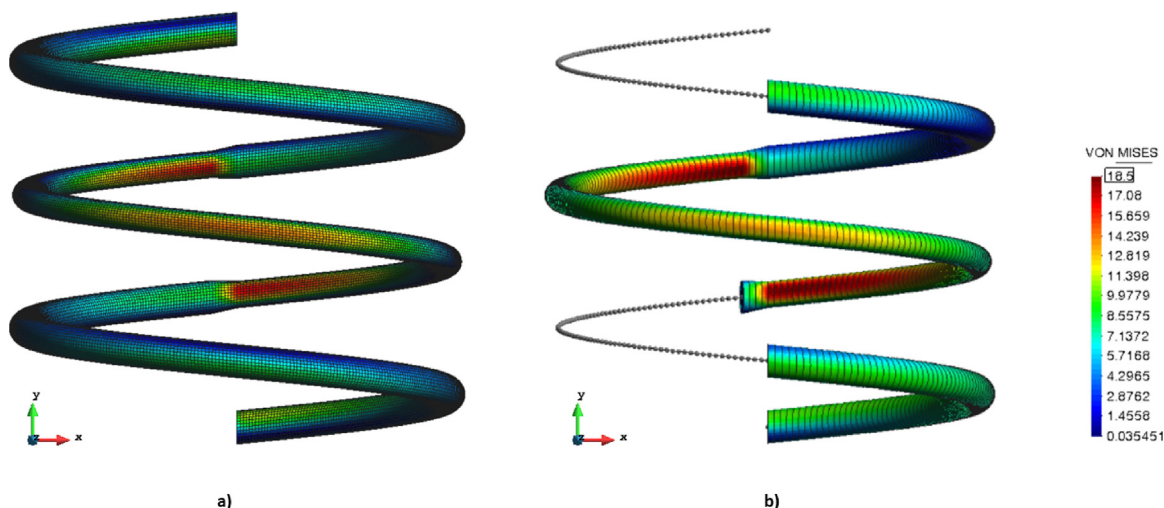 VON MISES
18.5
17.08
15.659
14.239
12.819
11.398
9.9779
8.5575
7.1372
5.7168
4.2965
2.8762
1.4558
0.035451
y
z x
y
z x
a)
b)